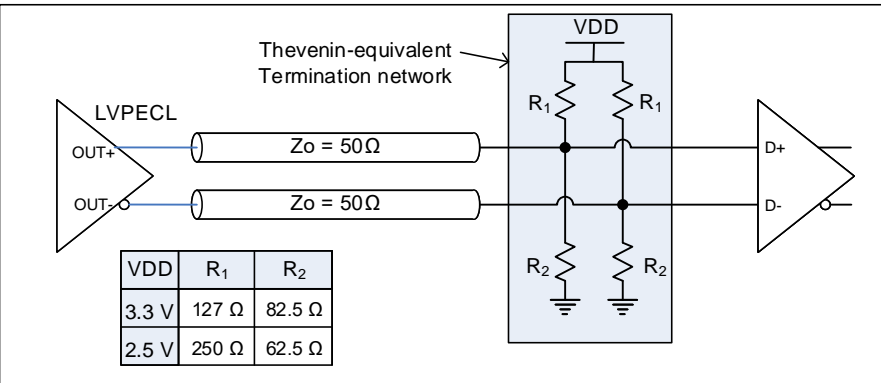 VDD
Thevenin-equivalent
Termination network
R1
R1
LVPECL
OUT+
Zo = 50Ω
D+
OUT-
Zo = 50Ω
D-
R2
R2
VDD R1 R2
3.3 V 127 Ω 82.5 Ω
2.5 V 250 Ω 62.5 Ω